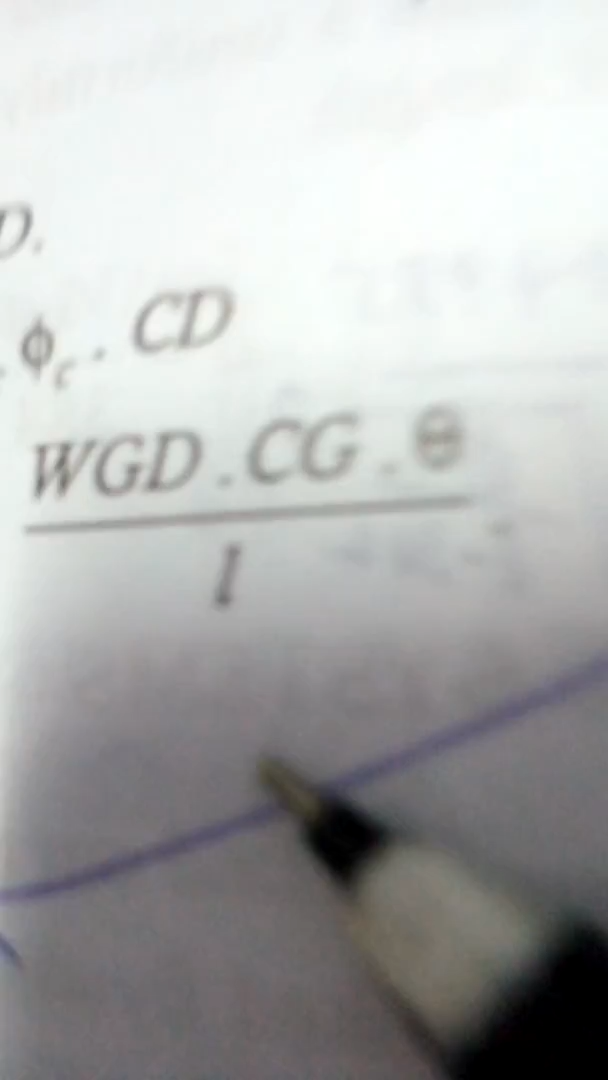 D.
. ϕc . CD
WGD . CG . θ
l